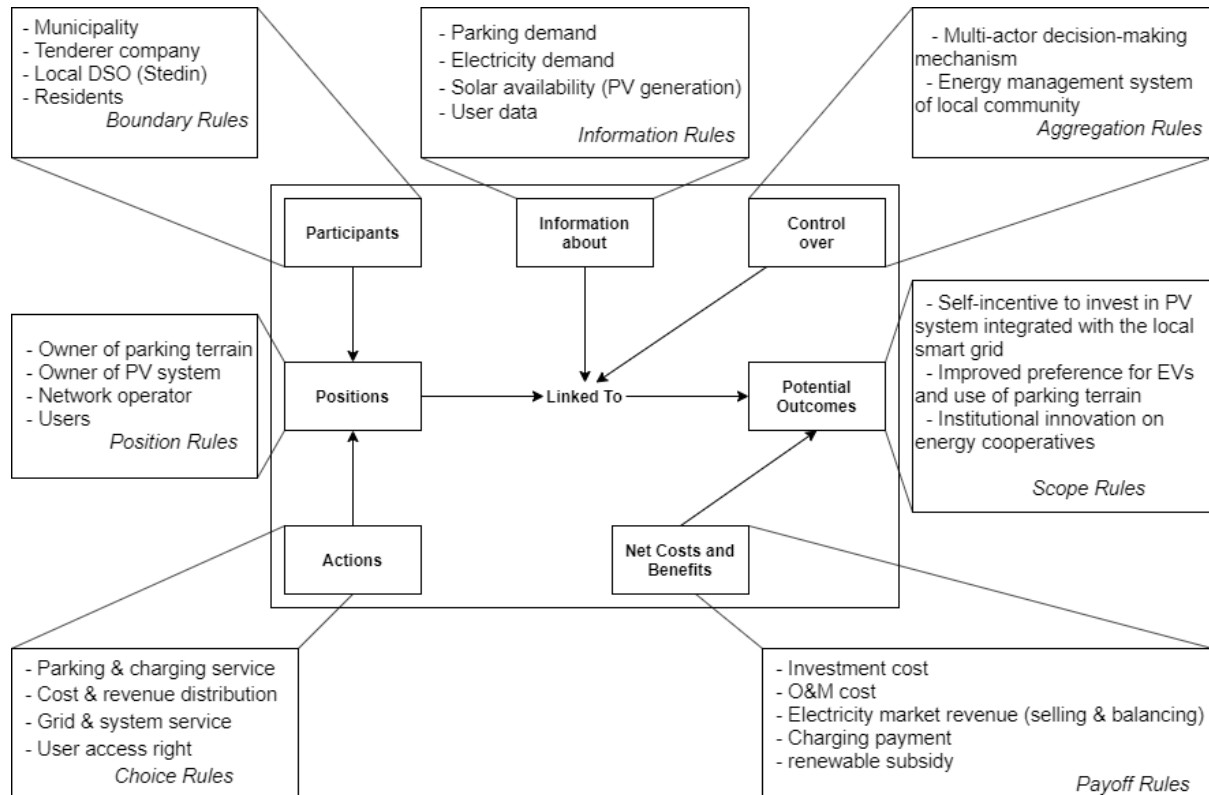 - Municipality
- Tenderer company
- Local DSO (Stedin)
- Residents
Boundary Rules
- Parking demand
- Electricity demand
- Solar availability (PV generation)
- User data
Information Rules
- Multi-actor decision-making
mechanism
- Energy management system
of local community
Aggregation Rules
Participants
Information
about
Control
over
- Owner of parking terrain
- Owner of PV system
- Network operator
- Users
Position Rules
Positions
Linked To
Potential
Outcomes
- Self-incentive to invest in PV
system integrated with the local
smart grid
- Improved preference for EVs
and use of parking terrain
- Institutional innovation on
energy cooperatives
Scope Rules
Actions
Net Costs and
Benefits
- Parking & charging service
- Cost & revenue distribution
- Grid & system service
- User access right
Choice Rules
- Investment cost
- O&M cost
- Electricity market revenue (selling & balancing)
- Charging payment
- renewable subsidy
Payoff Rules